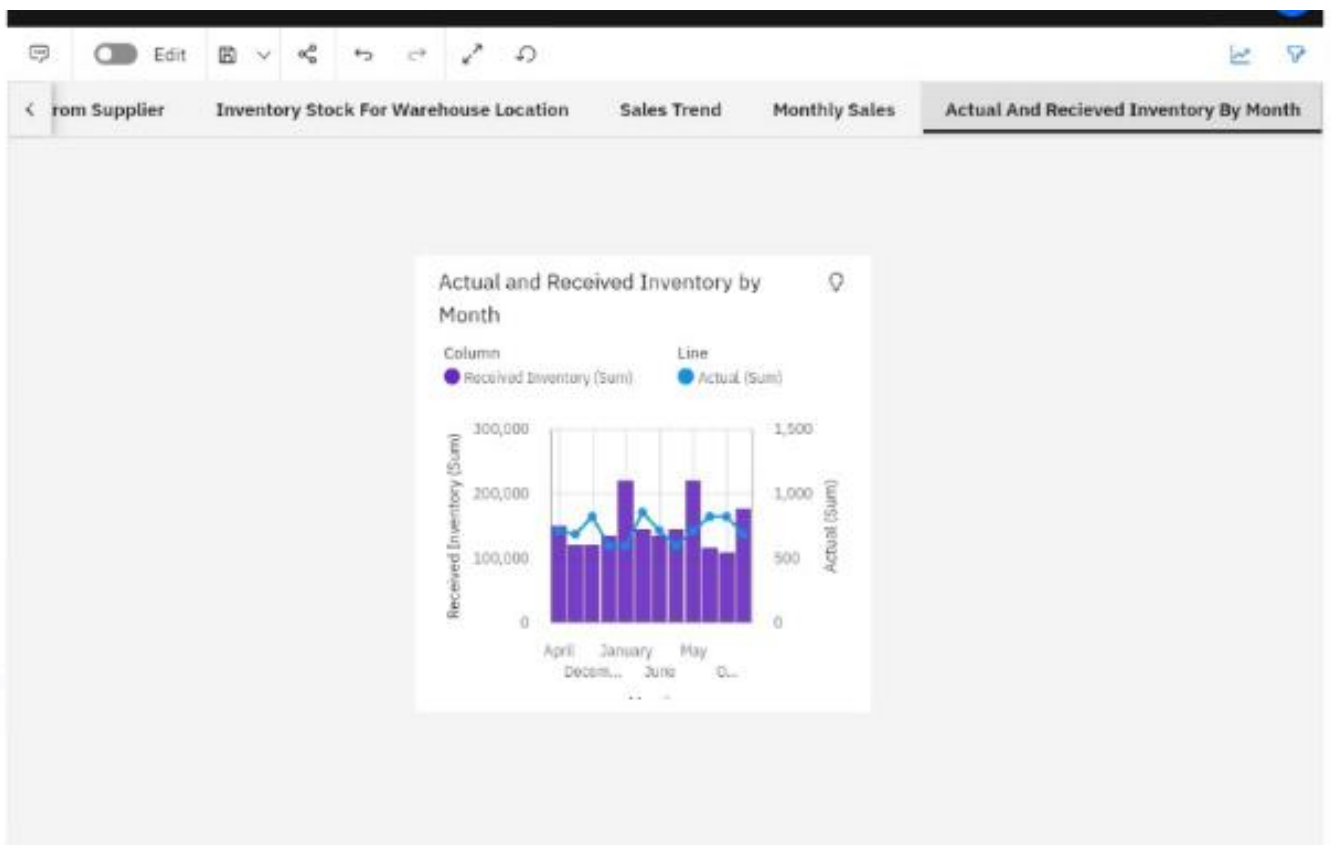 Edit
rom Supplier Inventory Stock For Warehouse Location Sales Trend Monthly Sales Actual And Recieved Inventory By Month
Actual and Received Inventory by
Month
Column Line
Received Inventory (Sum) Actual (Sum)
Received Inventory (Sum)
300,000
200,000
100,000
0
1,500
1,000
500
0
Actual (Sum)
April January May
Decem... June O...